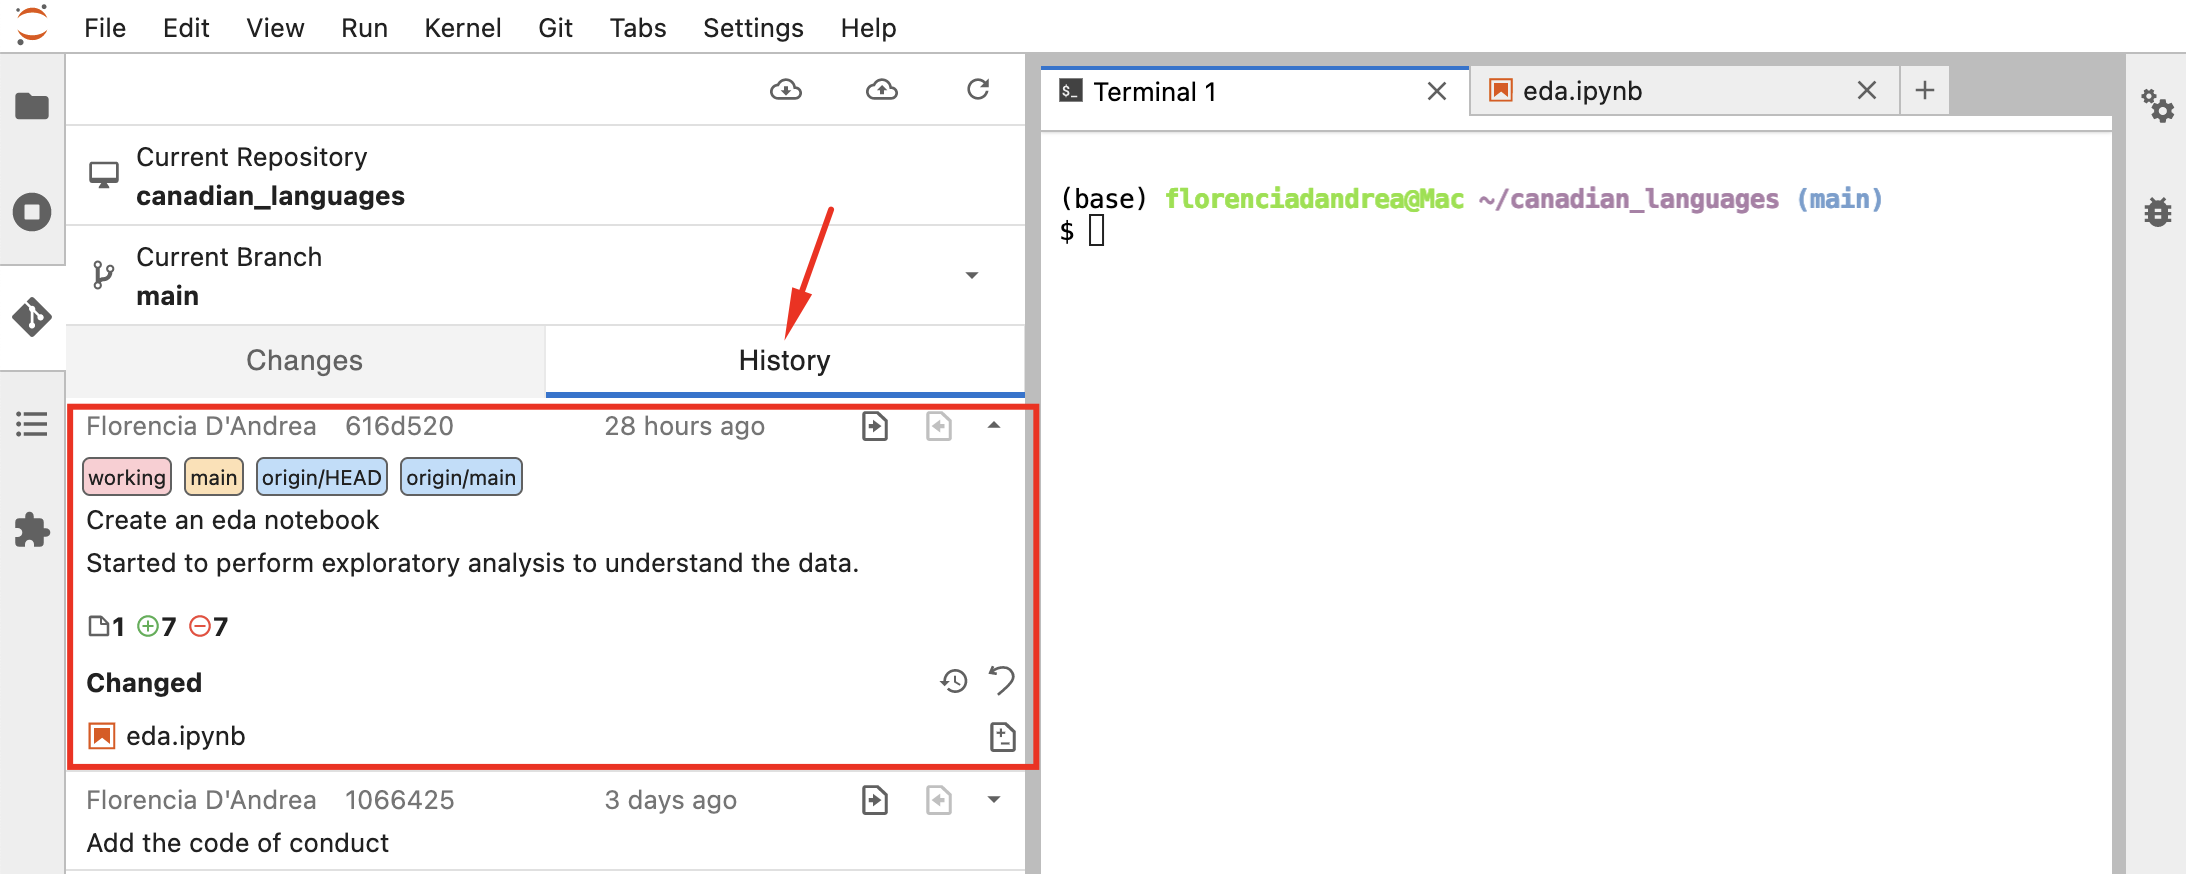 File Edit View Run Kernel Git Tabs Settings Help
Current Repository
canadian_languages
Current Branch
main
Changes History
Florencia D'Andrea 616d520 28 hours ago
working main origin/HEAD origin/main
Create an eda notebook
Started to perform exploratory analysis to understand the data.
1 7 7
Changed
eda.ipynb
Florencia D'Andrea 1066425 3 days ago
Add the code of conduct
$_ Terminal 1 eda.ipynb
(base) florenciadandrea@Mac ~/canadian_languages (main)
$